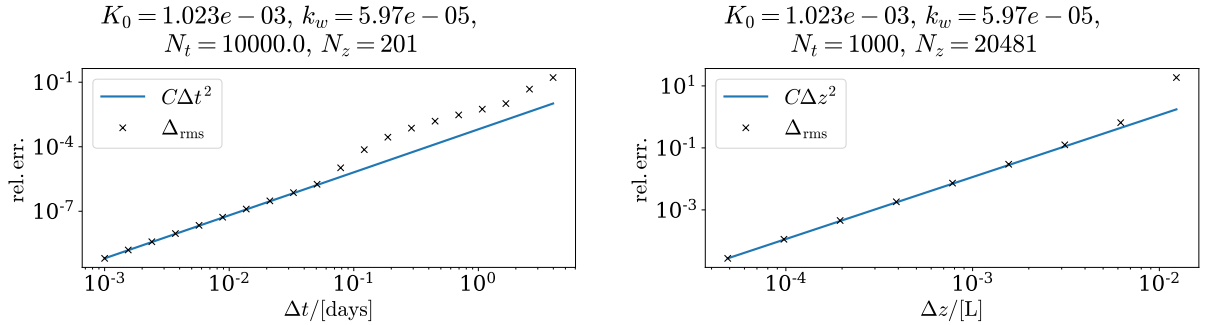 K_0 = 1.023e − 03, k_w = 5.97e − 05,
N_t = 10000.0, N_z = 201
10^-1
10^-4
10^-7
rel. err.
CΔt^2
Δ_rms
10^-3
10^-2
10^-1
10^0
Δt/[days]
K_0 = 1.023e − 03, k_w = 5.97e − 05,
N_t = 1000, N_z = 20481
10^1
10^-1
10^-3
rel. err.
CΔz^2
Δ_rms
10^-4
10^-3
10^-2
Δz/[L]